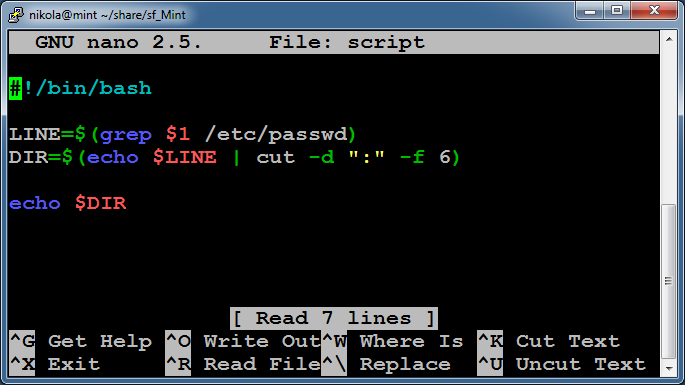 nikola@mint ~/share/sf_Mint
GNU nano 2.5. File: script
#!/bin/bash
LINE=$(grep $1 /etc/passwd)
DIR=$(echo $LINE | cut -d ":" -f 6)
echo $DIR
[ Read 7 lines ]
^G Get Help ^O Write Out^W Where Is ^K Cut Text
^X Exit ^R Read File^\ Replace ^U Uncut Text